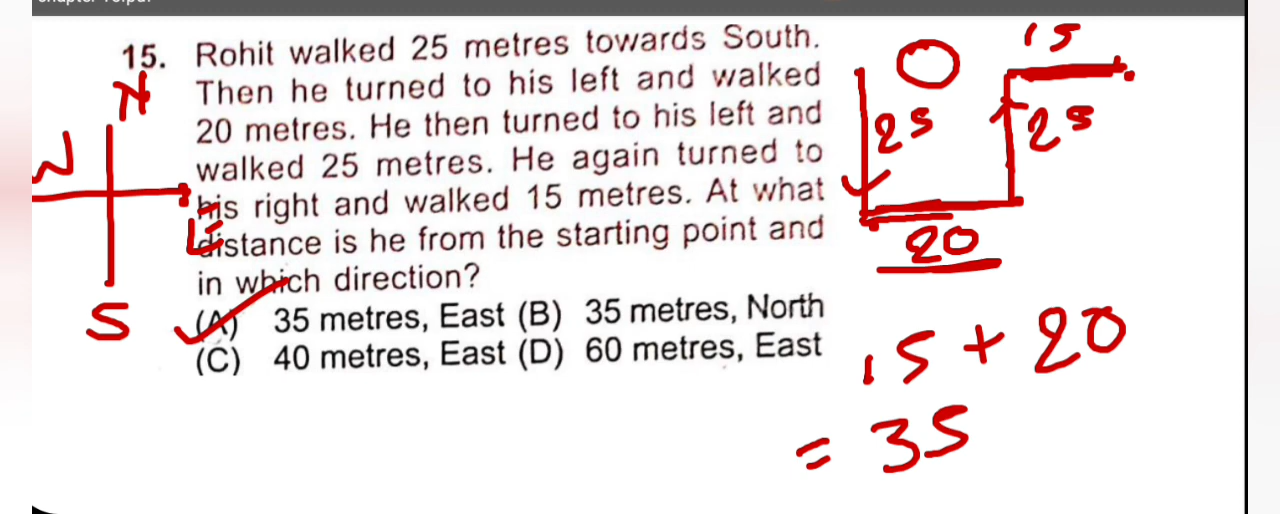 15. Rohit walked 25 metres towards South.
Then he turned to his left and walked
20 metres. He then turned to his left and
walked 25 metres. He again turned to
his right and walked 15 metres. At what
distance is he from the starting point and
in which direction?
(A) 35 metres, East (B) 35 metres, North
(C) 40 metres, East (D) 60 metres, East
N
W
E
S
15
25
25
20
15 + 20
= 35